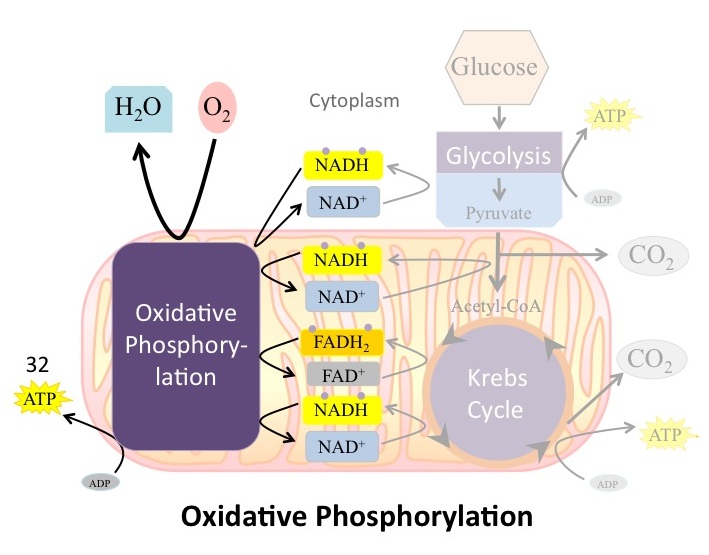 Glucose
H₂O
O₂
Cytoplasm
ATP
Glycolysis
NADH
NAD⁺
ADP
Pyruvate
NADH
CO₂
NAD⁺
Acetyl-CoA
Oxidative
Phosphory-
lation
FADH₂
FAD⁺
Krebs
Cycle
CO₂
32
ATP
NADH
NAD⁺
ATP
ADP
ADP
Oxidative Phosphorylation